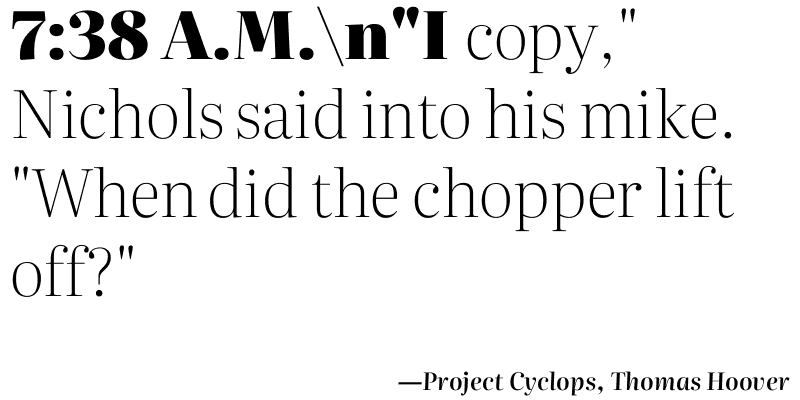 7:38 A.M.\n"I copy,"
Nichols said into his mike.
"When did the chopper lift
off?"
—Project Cyclops, Thomas Hoover